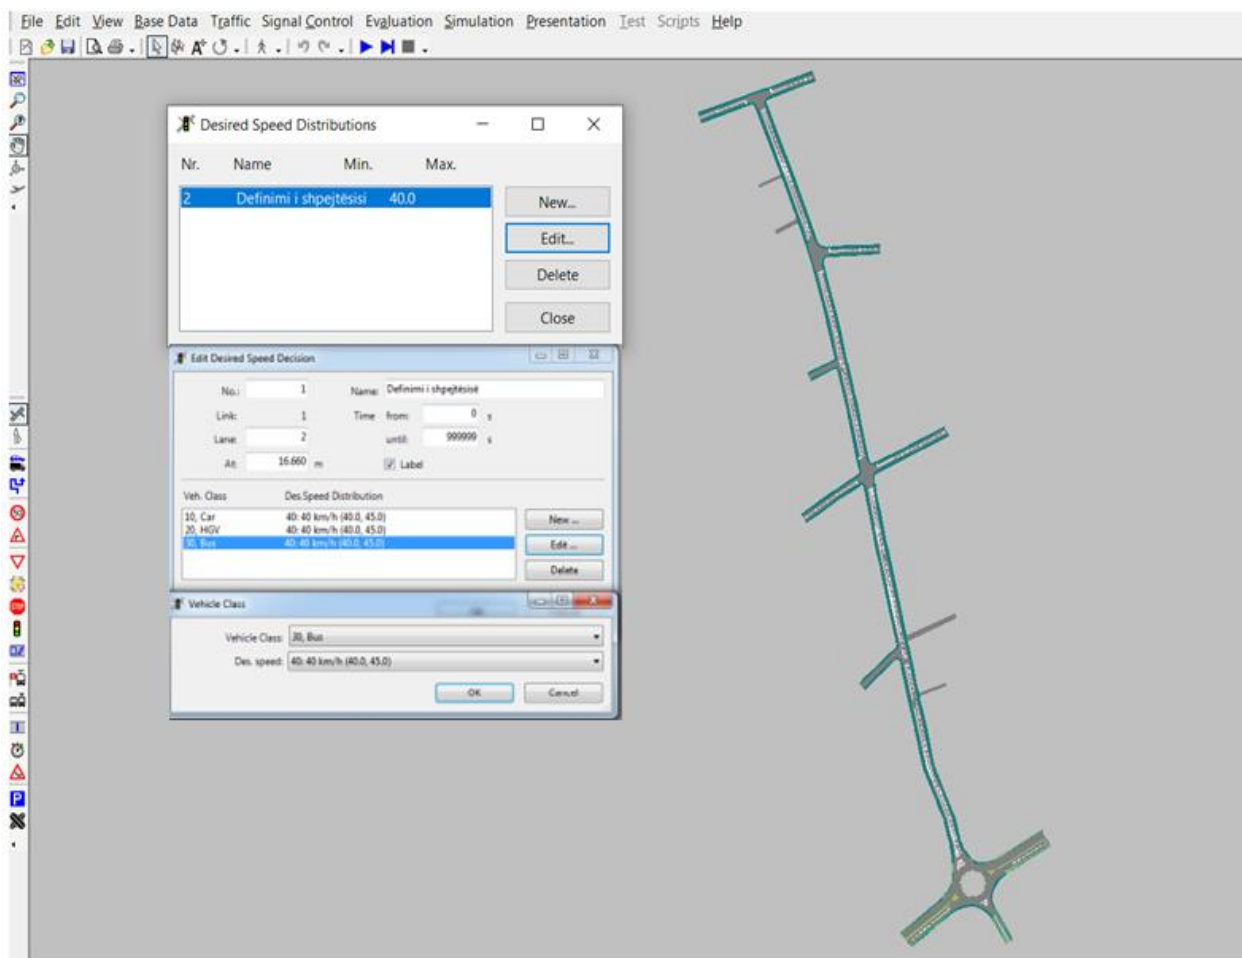 File Edit View Base Data Traffic Signal Control Evaluation Simulation Presentation Test Scripts Help
Desired Speed Distributions
Nr. Name Min. Max.
2 Definimi i shpejtësisi 40.0
New...
Edit...
Delete
Close
Edit Desired Speed Decision
No.: 1 Name: Definimi i shpejtësisë
Link: 1 Time from: 0 s
Lane: 2 until: 999999 s
At: 16.660 m Label
Veh. Class Des.Speed Distribution
10, Car 40: 40 km/h (40.0, 45.0)
20, HGV 40: 40 km/h (40.0, 45.0)
30, Bus 40: 40 km/h (40.0, 45.0)
New ...
Edit ...
Delete
Vehicle Class
Vehicle Class: 30, Bus
Des. speed: 40: 40 km/h (40.0, 45.0)
OK Cancel